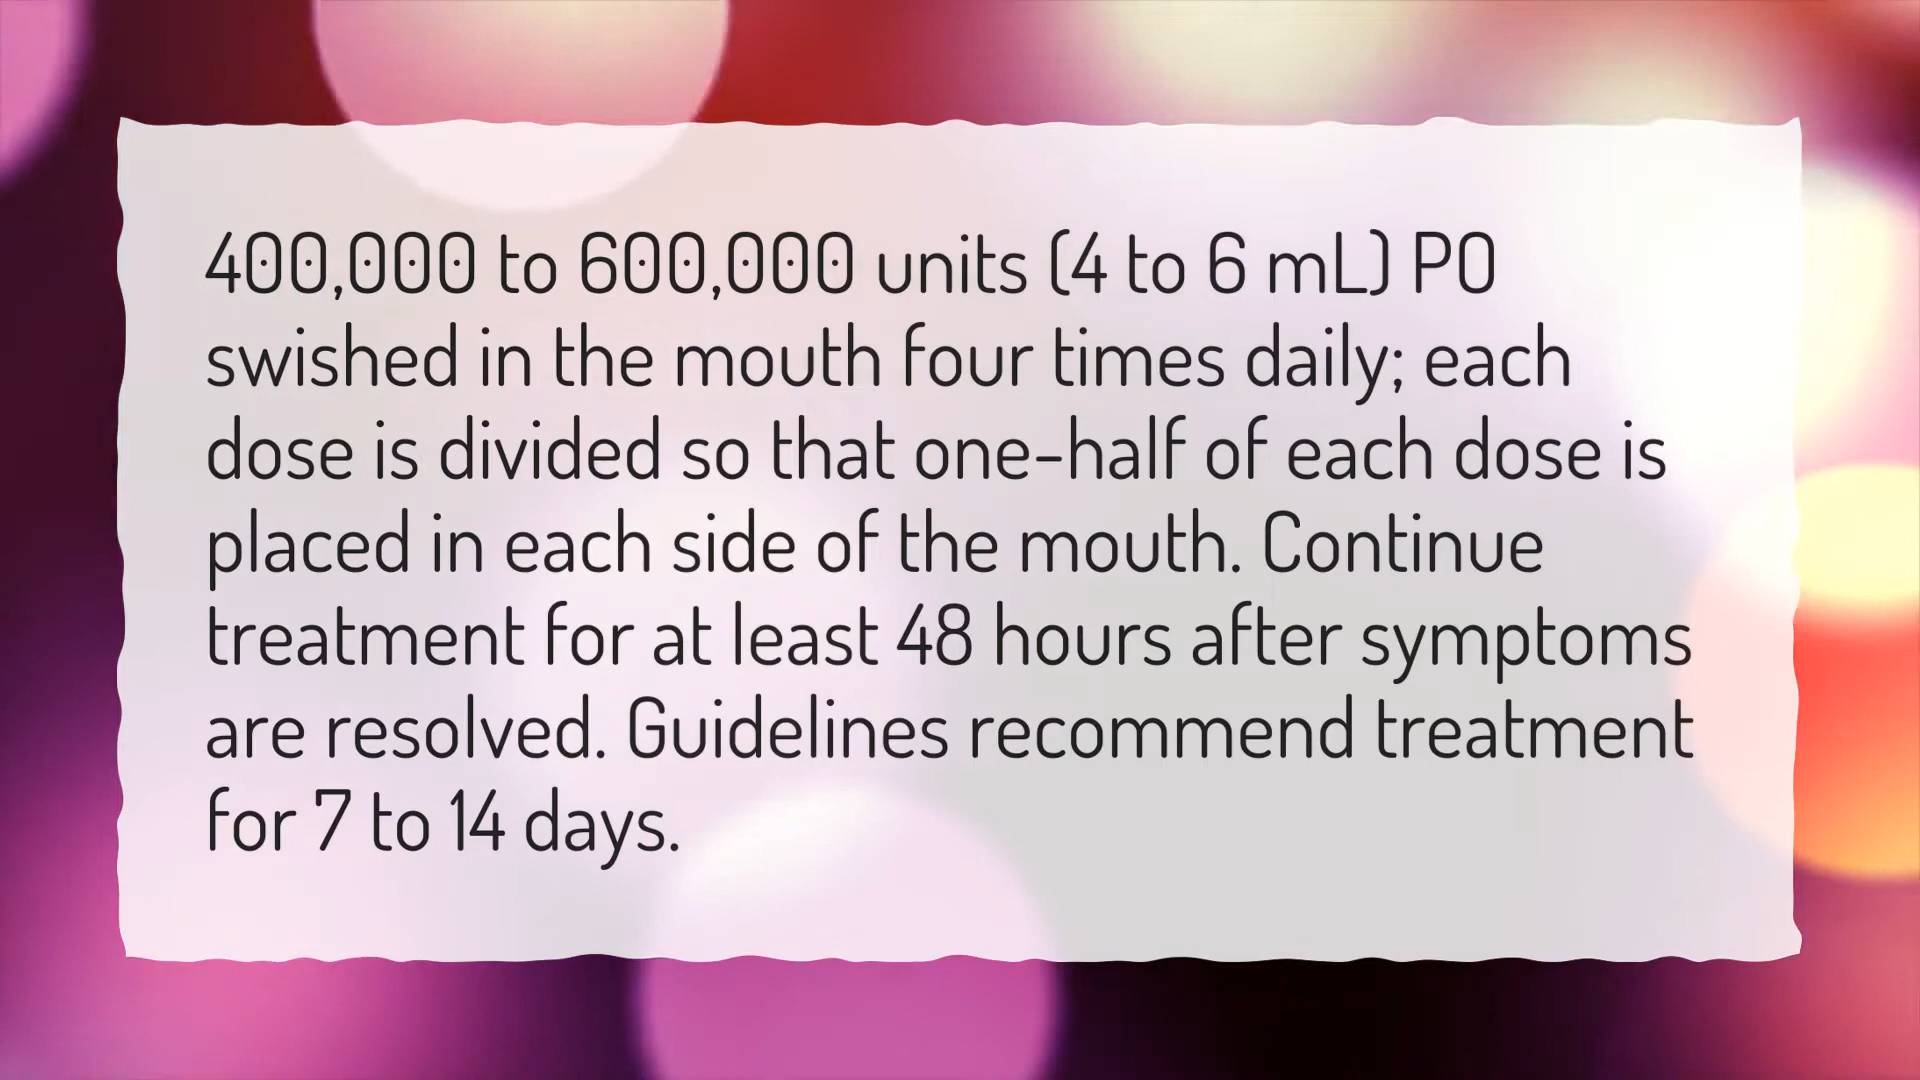 400,000 to 600,000 units (4 to 6 mL) PO
swished in the mouth four times daily; each
dose is divided so that one-half of each dose is
placed in each side of the mouth. Continue
treatment for at least 48 hours after symptoms
are resolved. Guidelines recommend treatment
for 7 to 14 days.